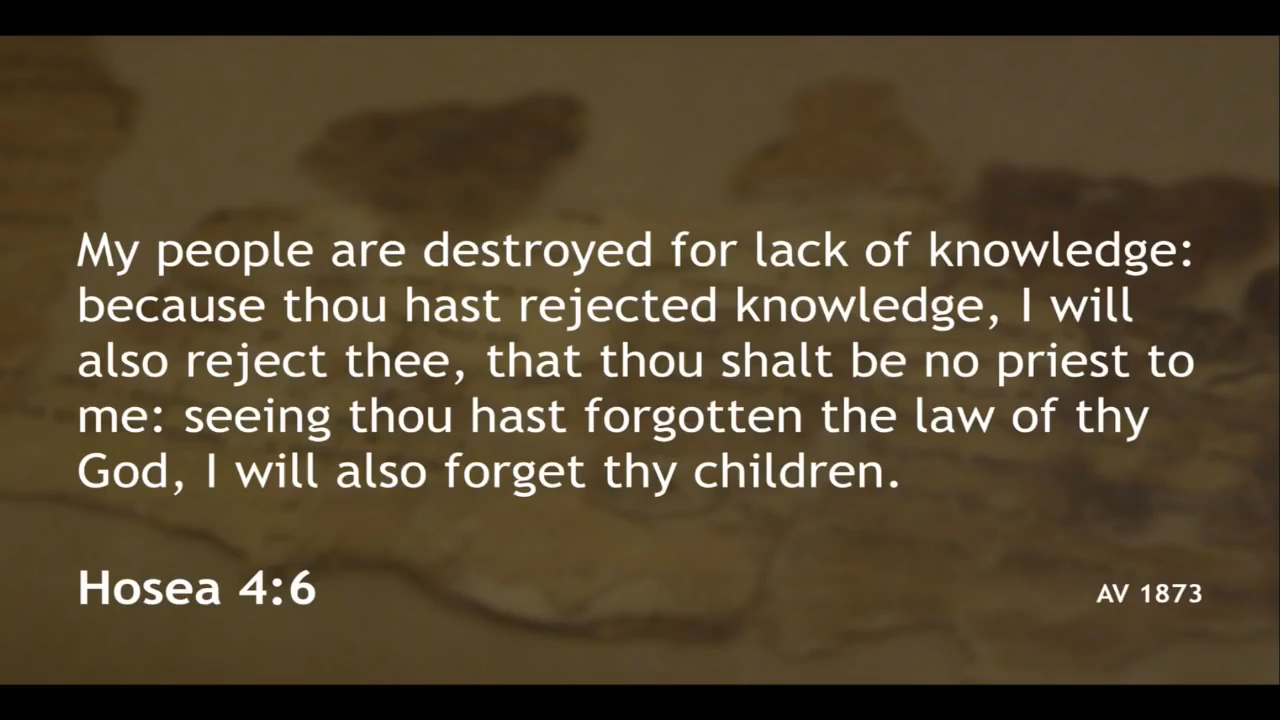 My people are destroyed for lack of knowledge:
because thou hast rejected knowledge, I will
also reject thee, that thou shalt be no priest to
me: seeing thou hast forgotten the law of thy
God, I will also forget thy children.
Hosea 4:6
AV 1873